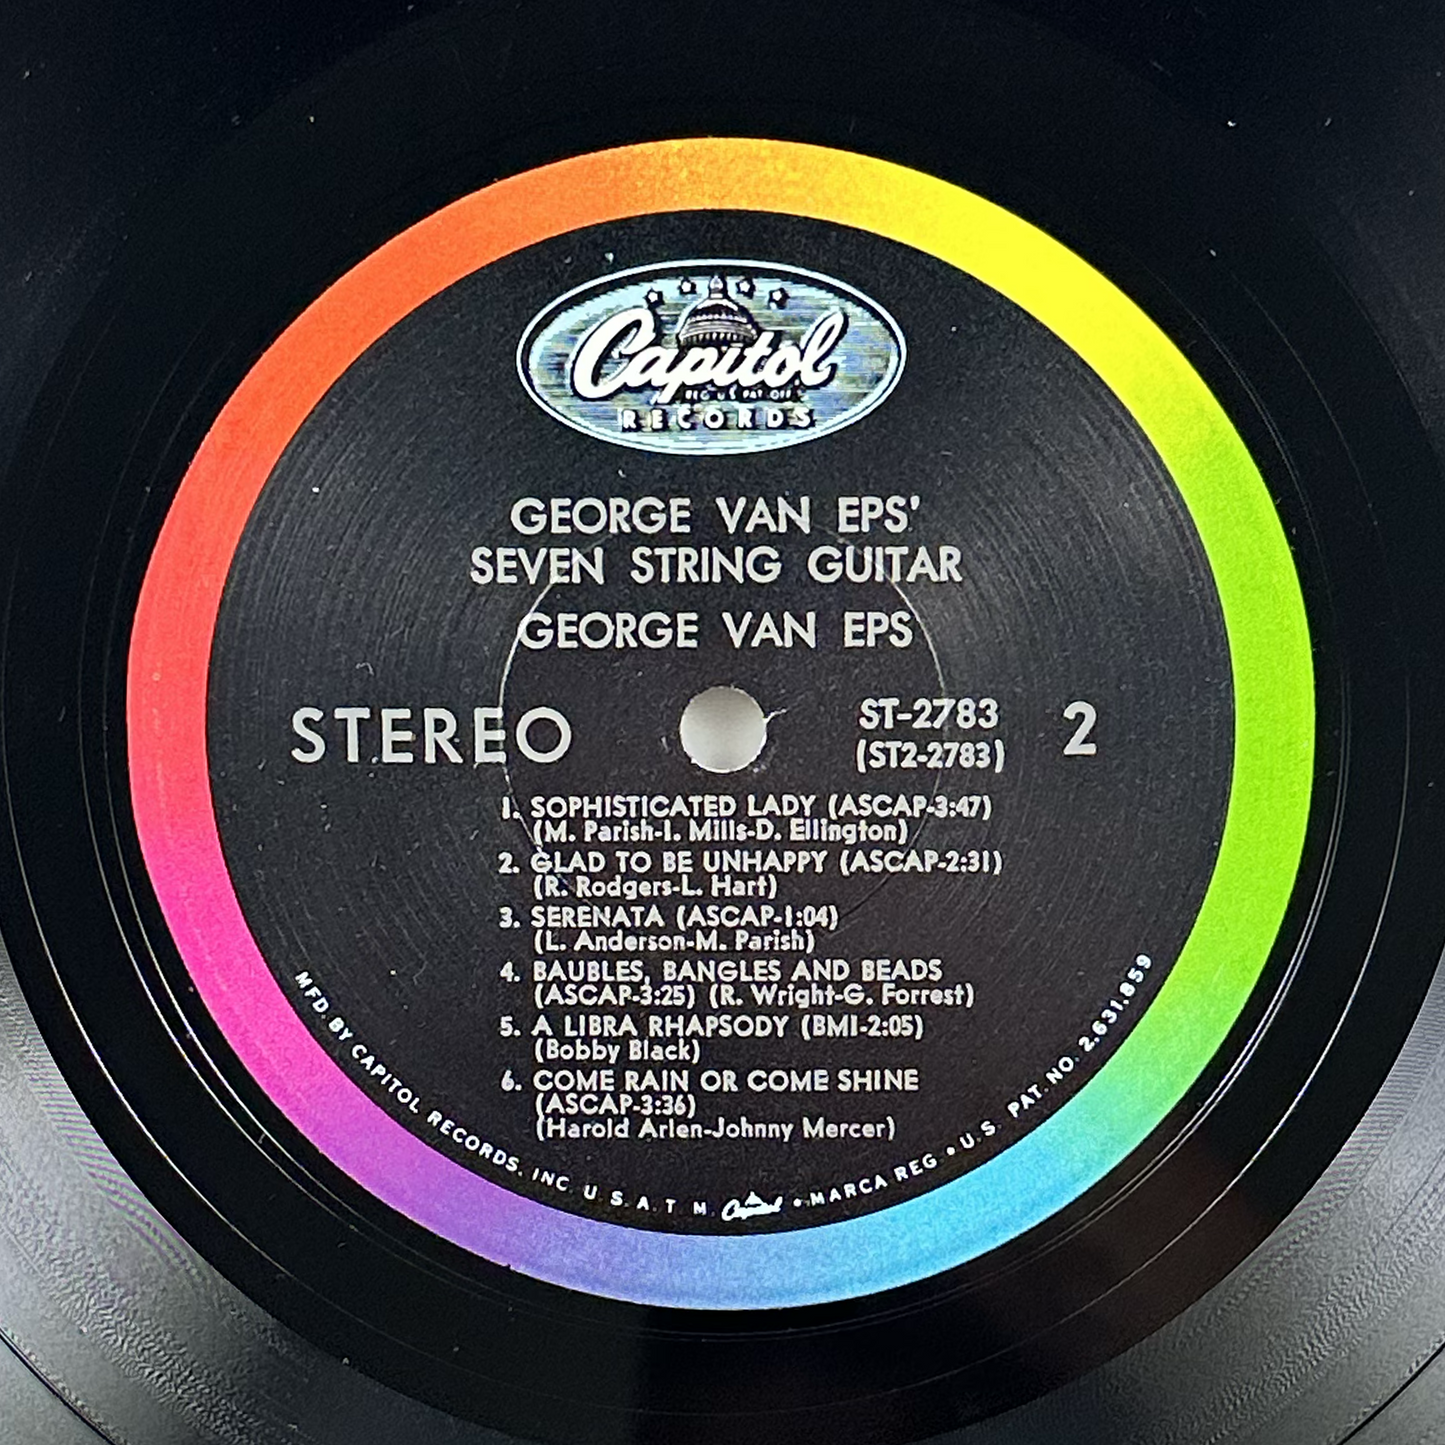 Capitol
REG. U.S. PAT. OFF.
RECORDS
GEORGE VAN EPS'
SEVEN STRING GUITAR
GEORGE VAN EPS
STEREO
ST-2783
(ST2-2783)
2
1. SOPHISTICATED LADY (ASCAP-3:47)
(M. Parish-I. Mills-D. Ellington)
2. GLAD TO BE UNHAPPY (ASCAP-2:31)
(R. Rodgers-L. Hart)
3. SERENATA (ASCAP-1:04)
(L. Anderson-M. Parish)
4. BAUBLES, BANGLES AND BEADS
(ASCAP-3:25) (R. Wright-G. Forrest)
5. A LIBRA RHAPSODY (BMI-2:05)
(Bobby Black)
6. COME RAIN OR COME SHINE
(ASCAP-3:36)
(Harold Arlen-Johnny Mercer)
MFD. BY CAPITOL RECORDS, INC. U.S.A. T.M. Capitol • MARCA REG. • U.S. PAT. NO. 2,631,859